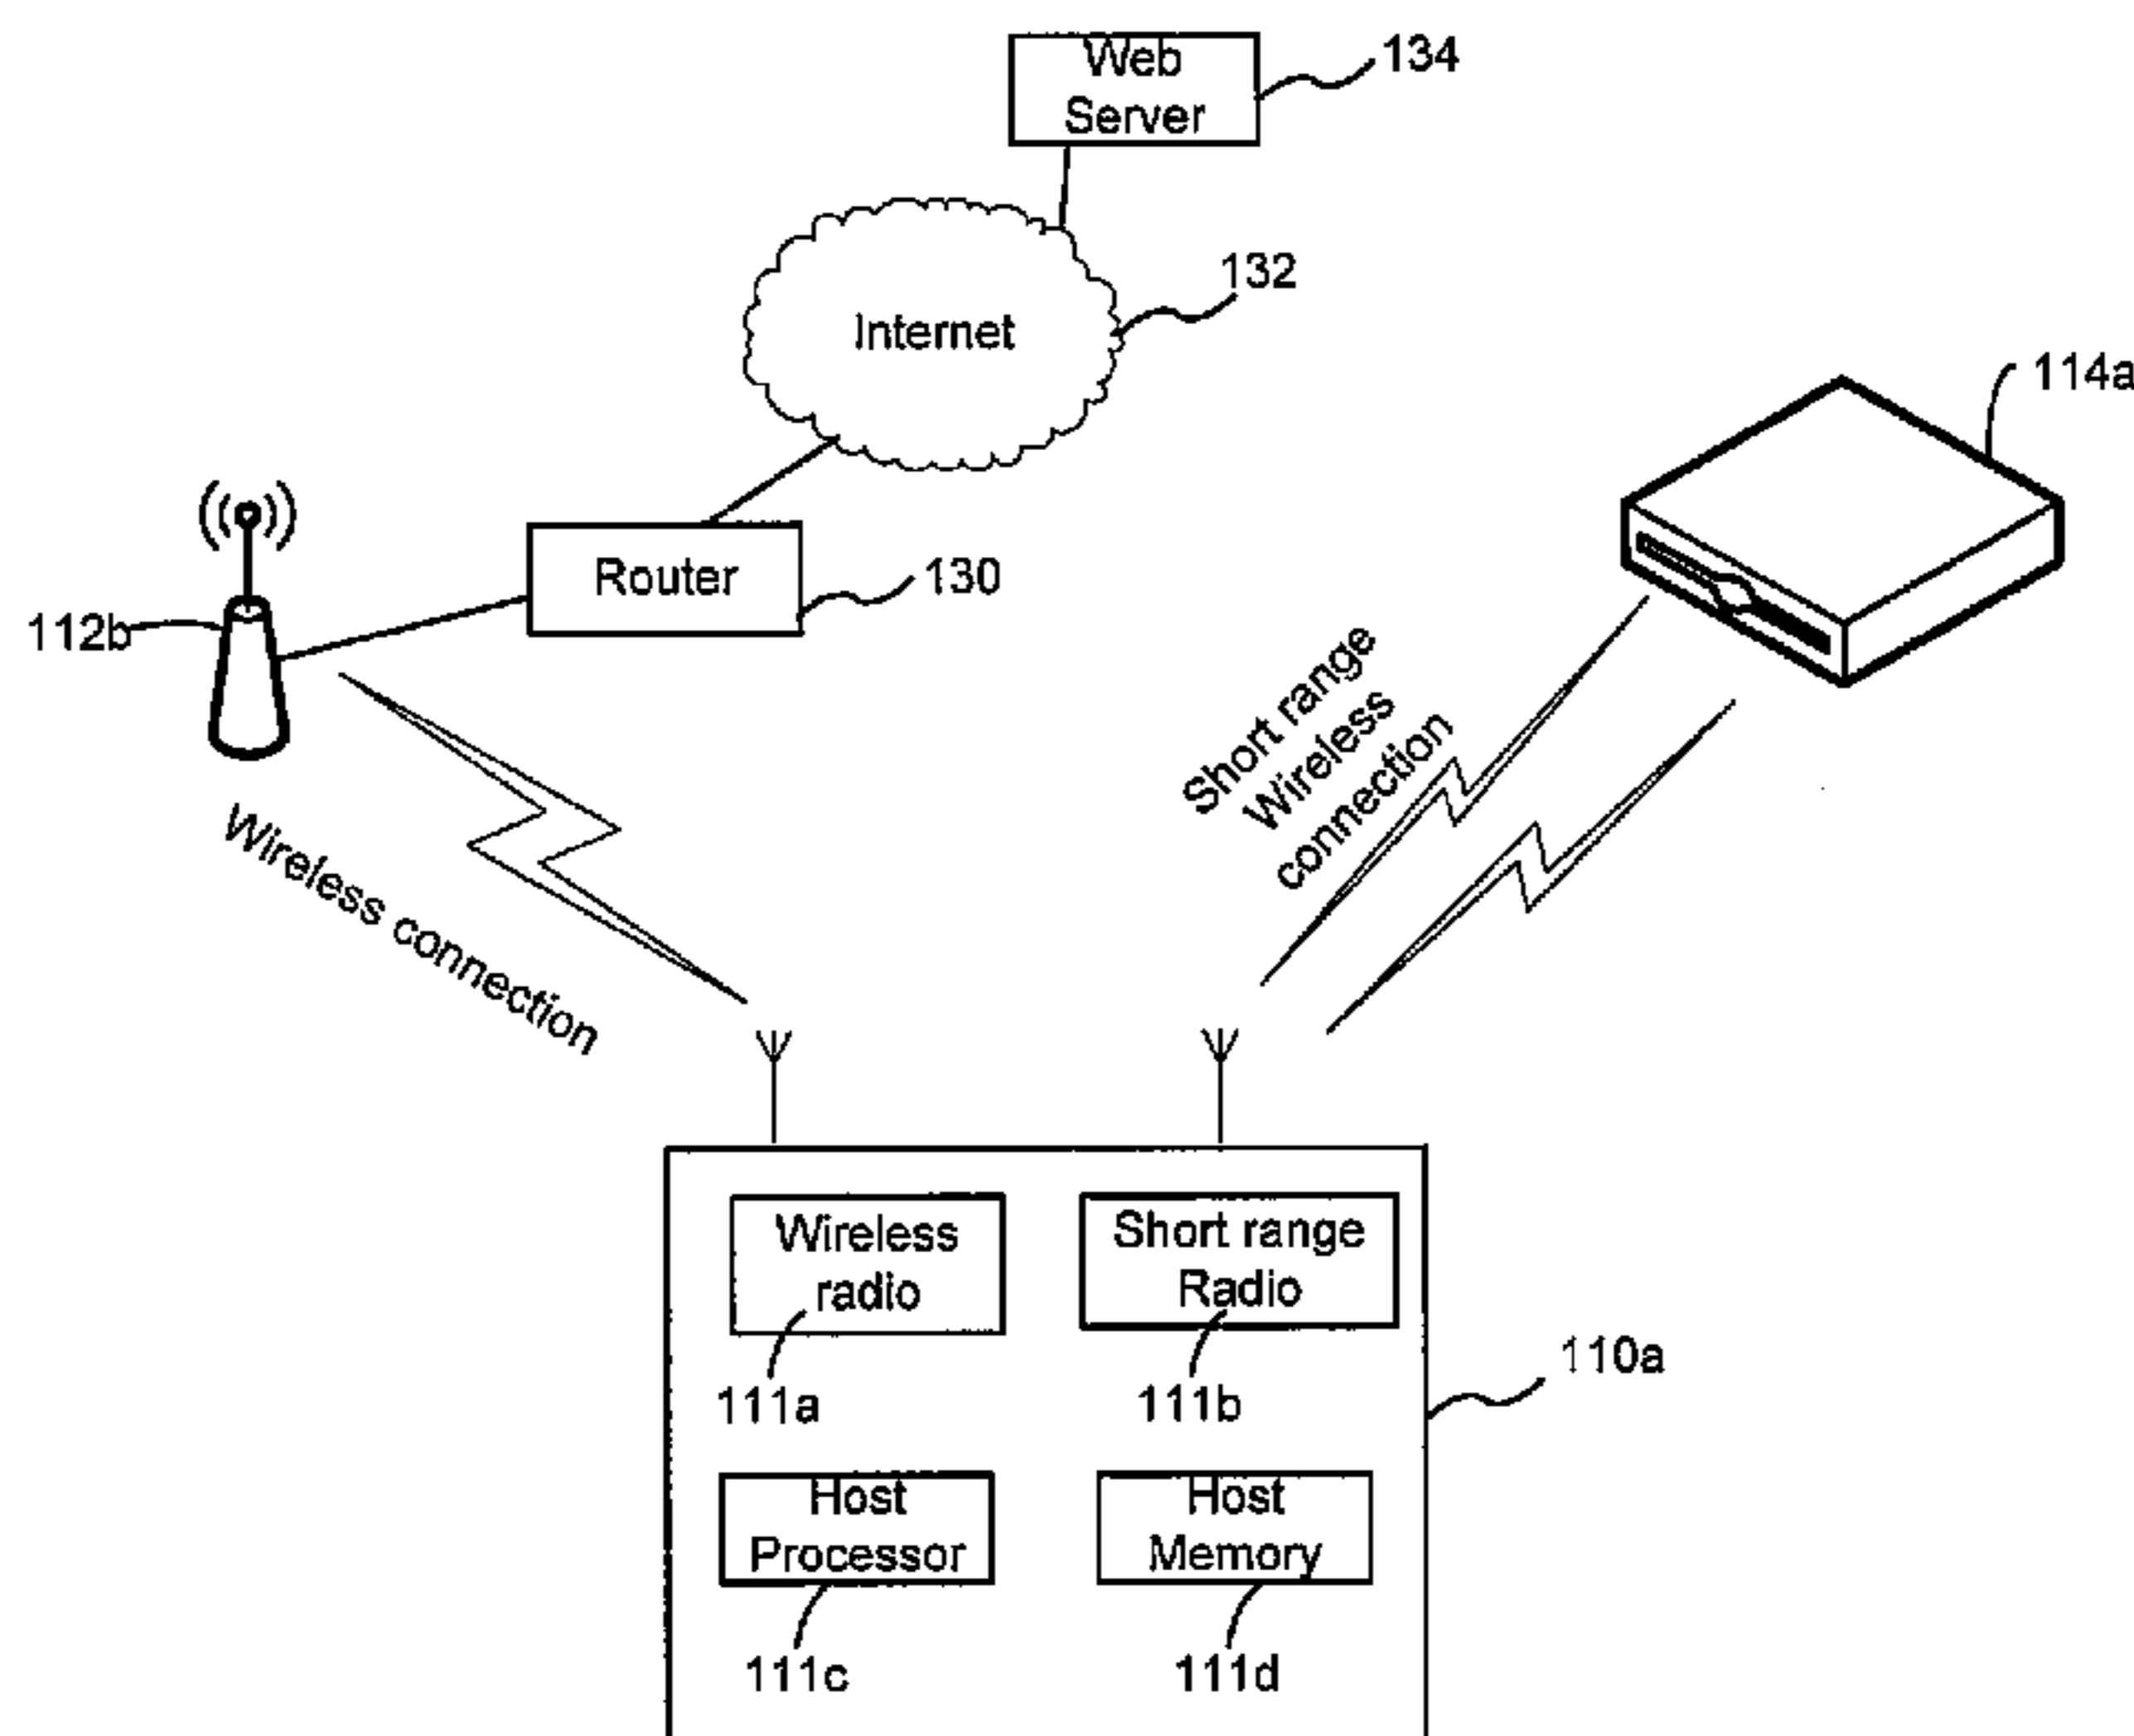 Web
Server
134
Internet
132
114a
Router
130
112b
Short range
Wireless
connection
Wireless connection
Wireless
radio
Short range
Radio
111a
111b
110a
Host
Processor
Host
Memory
111c
111d